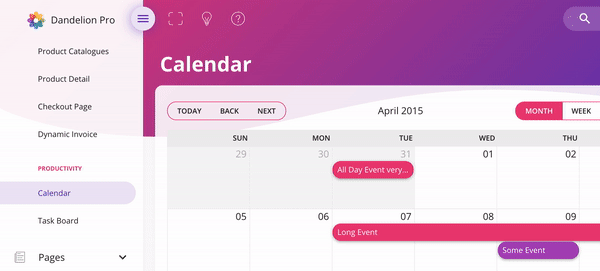 Dandelion Pro
Product Catalogues
Product Detail
Checkout Page
Dynamic Invoice
PRODUCTIVITY
Calendar
Task Board
Pages
Calendar
TODAY BACK NEXT
April 2015
MONTH WEEK
SUN MON TUE WED THU
29 30 31 01 02
All Day Event very...
05 06 07 08 09
Long Event
Some Event